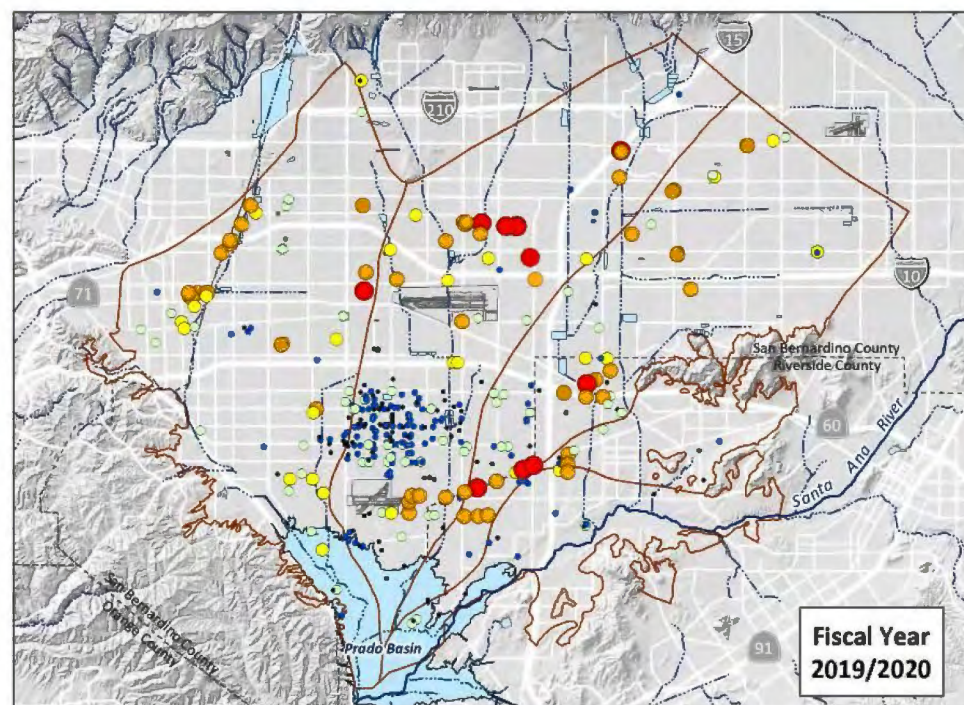 15
210
71
10
San Bernardino County
Riverside County
60
Santa Ana River
San Bernardino County
Orange County
Prado Basin
91
Fiscal Year
2019/2020